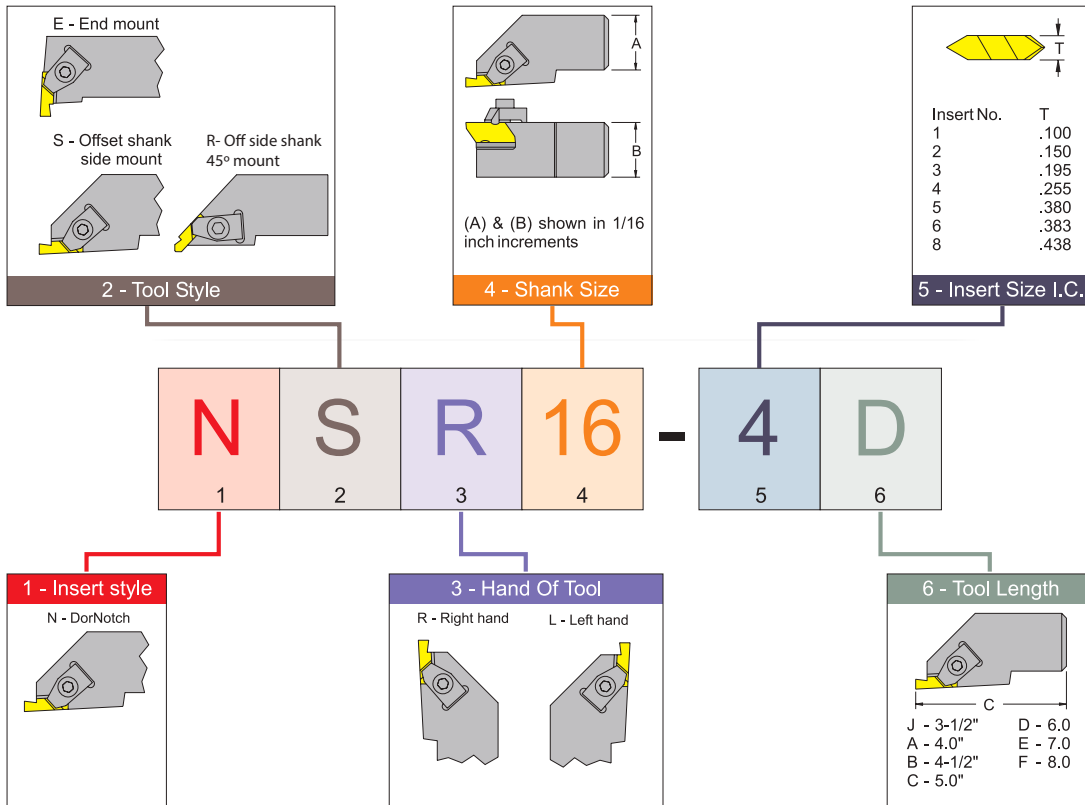 E - End mount
S - Offset shank
side mount
R- Off side shank
45º mount
2 - Tool Style
A
B
(A) & (B) shown in 1/16
inch increments
4 - Shank Size
T
Insert No. T
1 .100
2 .150
3 .195
4 .255
5 .380
6 .383
8 .438
5 - Insert Size I.C.
N S R 16 - 4 D
1 2 3 4 5 6
1 - Insert style
N - DorNotch
3 - Hand Of Tool
R - Right hand L - Left hand
6 - Tool Length
C
J - 3-1/2" D - 6.0
A - 4.0" E - 7.0
B - 4-1/2" F - 8.0
C - 5.0"